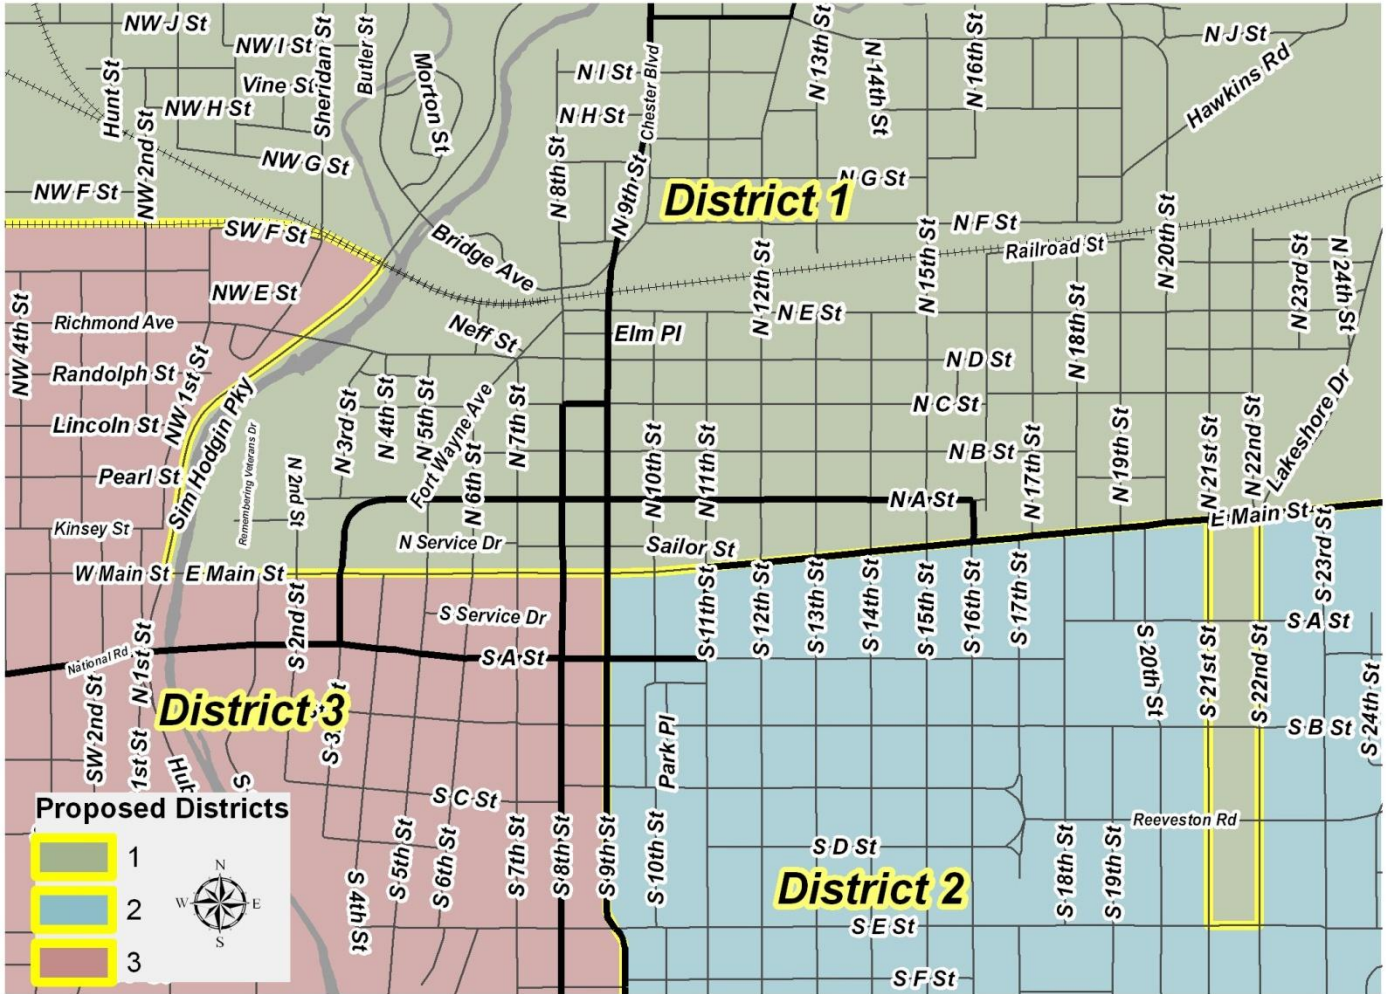 NW J St
NW I St
Sheridan St
Butler St
Hunt St
Vine St
NW H St
NW 2nd St
Morton St
NW G St
NW F St
SW F St
N I St
Chester Blvd
N H St
N 8th St
N 9th St
N 13th St
N 14th St
N 16th St
N J St
Hawkins Rd
N G St
District 1
N F St
Railroad St
N 15th St
N 20th St
N 12th St
N 18th St
N 23rd St
N 24th St
Bridge Ave
NW E St
Richmond Ave
Neff St
Elm Pl
N E St
NW 4th St
Randolph St
NW 1st St
N D St
Lincoln St
N C St
Lakeshore Dr
Pearl St
Sim Hodgin Pky
Remembering Veterans Dr
N 2nd St
N 3rd St
N 4th St
N 5th St
Fort Wayne Ave
N 6th St
N 7th St
N 10th St
N 11th St
N B St
N 17th St
N 19th St
N 21st St
N 22nd St
N A St
Kinsey St
N Service Dr
Sailor St
E Main St
W Main St
E Main St
S 23rd St
S 2nd St
S Service Dr
S 11th St
S 12th St
S 13th St
S 14th St
S 15th St
S 16th St
S 17th St
S 20th St
S 21st St
S 22nd St
S A St
National Rd
N 1st St
S A St
SW 2nd St
District 3
S 3
t
Park Pl
S B St
S 24th St
1st St
Hu
S
S C St
Reeveston Rd
Proposed Districts
1
2
3
N
W
E
S
S 4th St
S 5th St
S 6th St
S 7th St
S 8th St
S 9th St
S 10th St
S D St
District 2
S 18th St
S 19th St
S E St
S F St